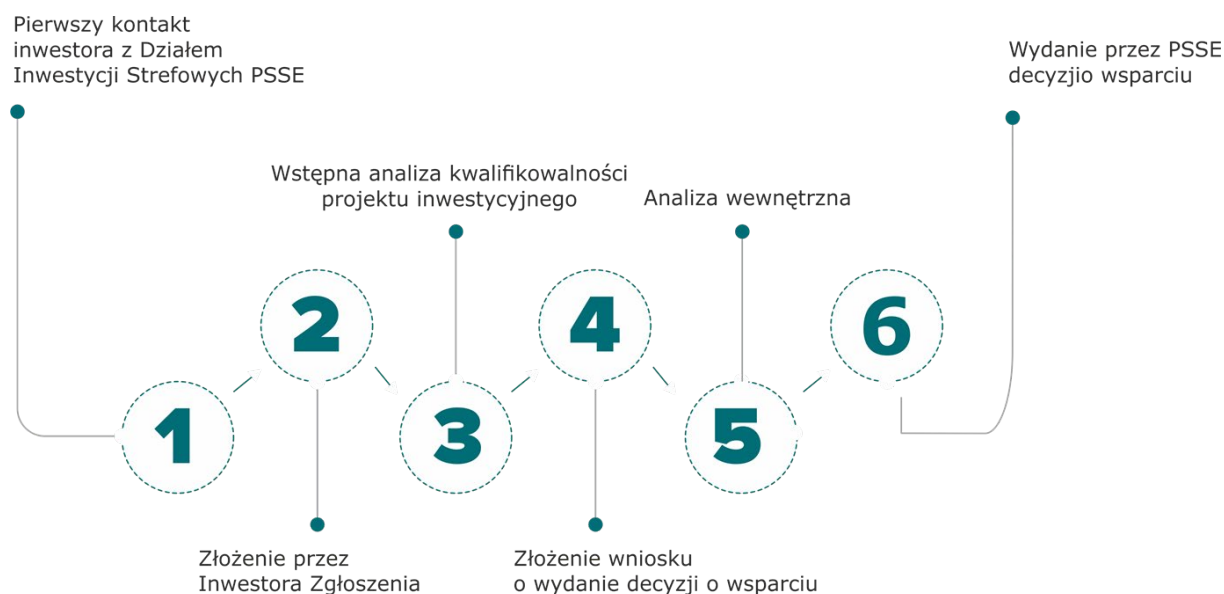 Pierwszy kontakt
inwestora z Działem
Inwestycji Strefowych PSSE
Wydanie przez PSSE
decyzjio wsparciu
Wstępna analiza kwalifikowalności
projektu inwestycyjnego
Analiza wewnętrzna
2
4
6
1
3
5
Złożenie przez
Inwestora Zgłoszenia
Złożenie wniosku
o wydanie decyzji o wsparciu